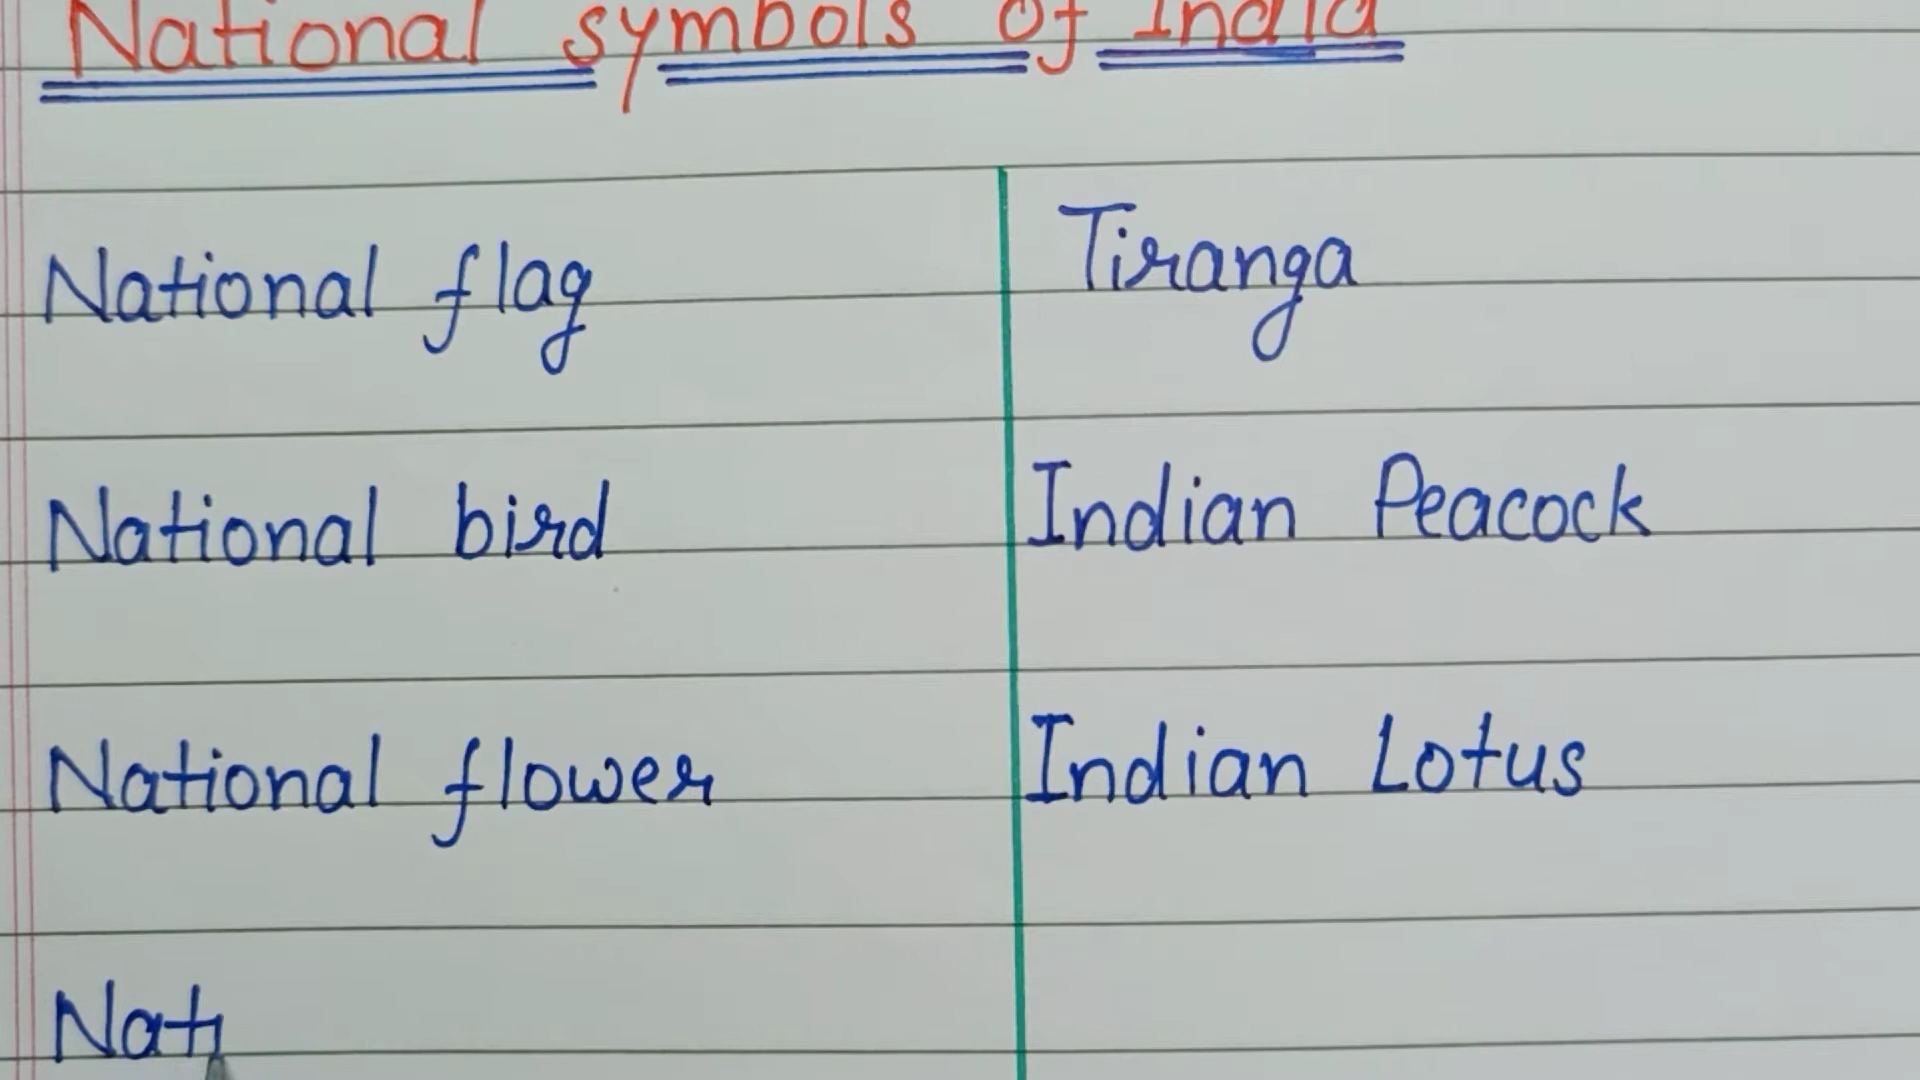 National symbols of India
National flag Tiranga
National bird Indian Peacock
National flower Indian Lotus
Nati